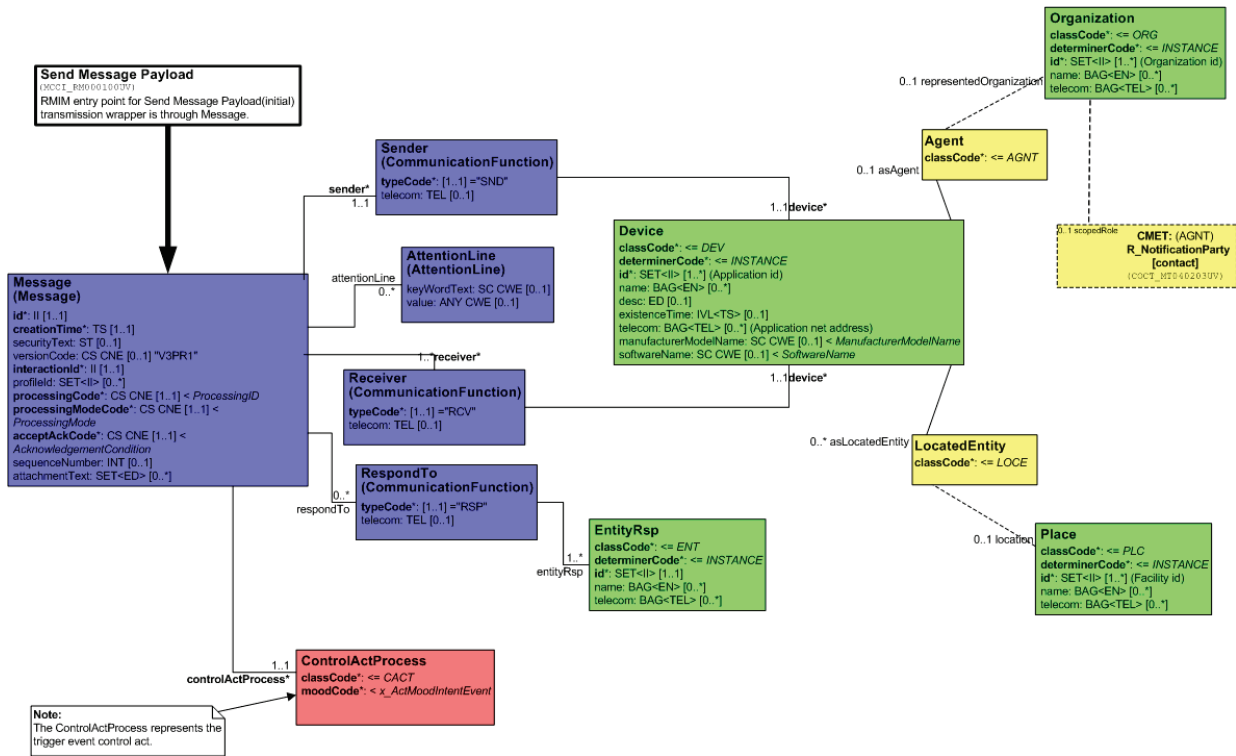 Send Message Payload
(MCCI_RM000100UV)
RMIM entry point for Send Message Payload(initial)
transmission wrapper is through Message.
Organization
classCode*: <= ORG
determinerCode*: <= INSTANCE
id*: SET<II> [1..*] (Organization id)
name: BAG<EN> [0..*]
telecom: BAG<TEL> [0..*]
0..1 representedOrganization
Agent
classCode*: <= AGNT
0..1 asAgent
0..1 scopedRole
CMET: (AGNT)
R_NotificationParty
[contact]
(COCT_MT040203UV)
Sender
(CommunicationFunction)
typeCode*: [1..1] ="SND"
telecom: TEL [0..1]
sender*
1..1
1..1device*
Device
classCode*: <= DEV
determinerCode*: <= INSTANCE
id*: SET<II> [1..*] (Application id)
name: BAG<EN> [0..*]
desc: ED [0..1]
existenceTime: IVL<TS> [0..1]
telecom: BAG<TEL> [0..*] (Application net address)
manufacturerModelName: SC CWE [0..1] < ManufacturerModelName
softwareName: SC CWE [0..1] < SoftwareName
1..1device*
AttentionLine
(AttentionLine)
keyWordText: SC CWE [0..1]
value: ANY CWE [0..1]
attentionLine
0..*
Message
(Message)
id*: II [1..1]
creationTime*: TS [1..1]
securityText: ST [0..1]
versionCode: CS CNE [0..1] "V3PR1"
interactionId*: II [1..1]
profileId: SET<II> [0..*]
processingCode*: CS CNE [1..1] < ProcessingID
processingModeCode*: CS CNE [1..1] <
ProcessingMode
acceptAckCode*: CS CNE [1..1] <
AcknowledgementCondition
sequenceNumber: INT [0..1]
attachmentText: SET<ED> [0..*]
1..*receiver*
Receiver
(CommunicationFunction)
typeCode*: [1..1] ="RCV"
telecom: TEL [0..1]
0..* asLocatedEntity
LocatedEntity
classCode*: <= LOCE
0..*
respondTo
RespondTo
(CommunicationFunction)
typeCode*: [1..1] ="RSP"
telecom: TEL [0..1]
1..*
entityRsp
EntityRsp
classCode*: <= ENT
determinerCode*: <= INSTANCE
id*: SET<II> [1..1]
name: BAG<EN> [0..*]
telecom: BAG<TEL> [0..*]
0..1 location
Place
classCode*: <= PLC
determinerCode*: <= INSTANCE
id*: SET<II> [1..*] (Facility id)
name: BAG<EN> [0..*]
telecom: BAG<TEL> [0..*]
1..1
controlActProcess*
ControlActProcess
classCode*: <= CACT
moodCode*: < x_ActMoodIntentEvent
Note:
The ControlActProcess represents the
trigger event control act.